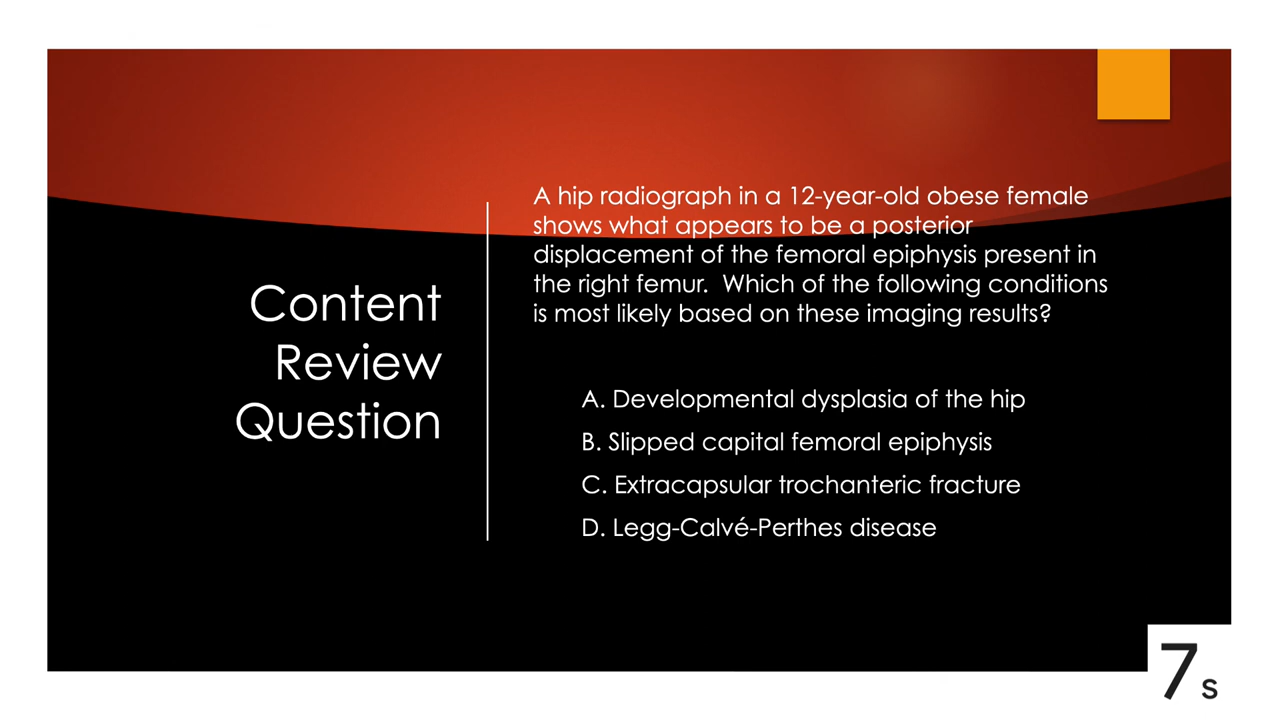 Content
Review
Question
A hip radiograph in a 12-year-old obese female
shows what appears to be a posterior
displacement of the femoral epiphysis present in
the right femur.  Which of the following conditions
is most likely based on these imaging results?
A. Developmental dysplasia of the hip
B. Slipped capital femoral epiphysis
C. Extracapsular trochanteric fracture
D. Legg-Calvé-Perthes disease
7s